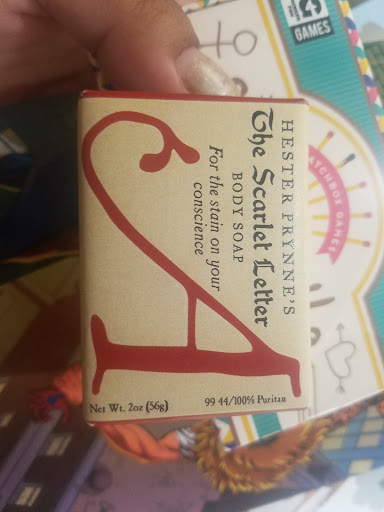 HESTER PRYNNE'S
The Scarlet Letter
BODY SOAP
For the stain on your
conscience
A
Net Wt. 2oz (56g)
99 44/100% Puritan
4
GAMES
MATCHBOX GAMES